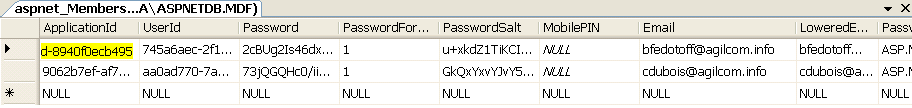 aspnet_Members...A\ASPNETDB.MDF)
ApplicationId UserId Password PasswordFor... PasswordSalt MobilePIN Email LoweredE... Passw
d-8940f0ecb495 745a6aec-2f1... 2cBUg2Is46dx... 1 u+xkdZ1TiKCI... NULL bfedotoff@agilcom.info bfedotoff... ASP.N
9062b7ef-af7... aa0ad770-7a... 73jQGQHc0/ii... 1 GkQxYxvYJvY5... NULL cdubois@agilcom.info cdubois@a... ASP.N
NULL NULL NULL NULL NULL NULL NULL NULL NULL